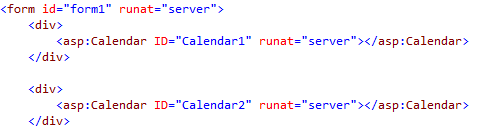 <form id="form1" runat="server">
<div>
<asp:Calendar ID="Calendar1" runat="server"></asp:Calendar>
</div>
<div>
<asp:Calendar ID="Calendar2" runat="server"></asp:Calendar>
</div>